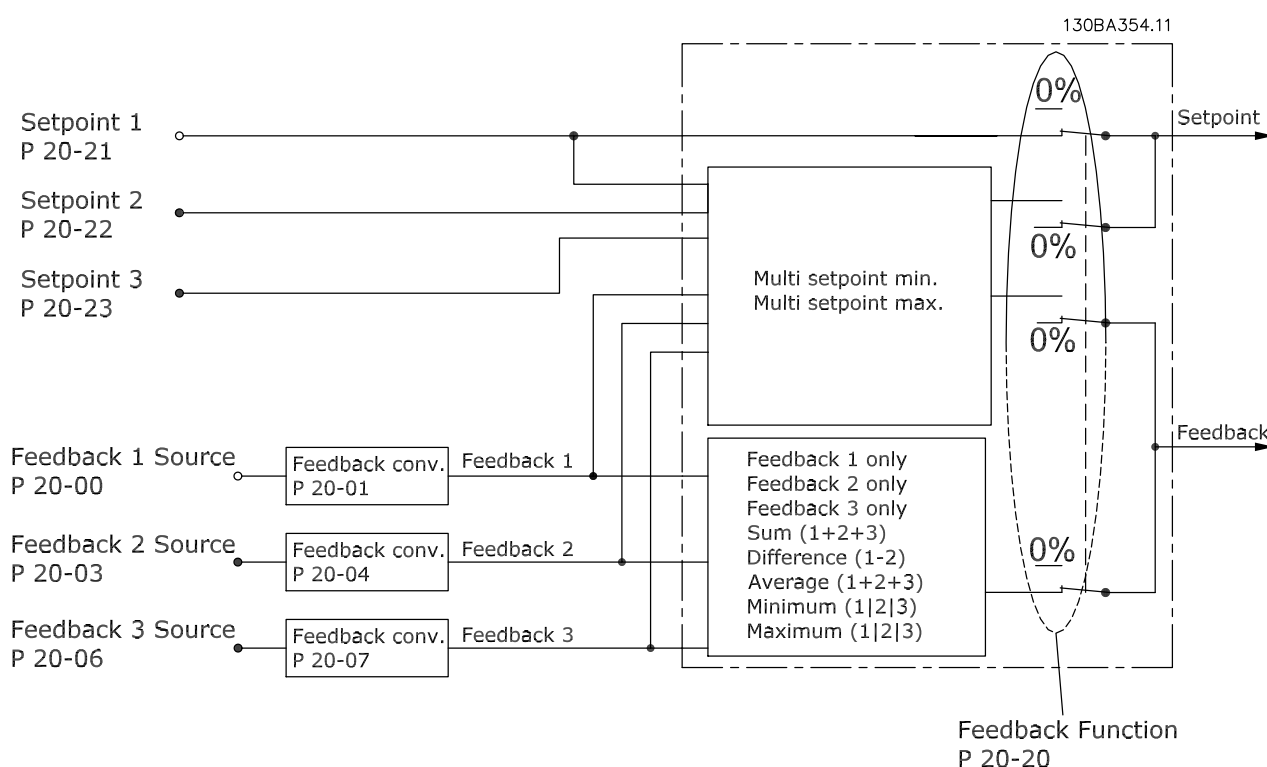 130BA354.11
0%
Setpoint 1
P 20-21
Setpoint
Setpoint 2
P 20-22
0%
Setpoint 3
P 20-23
Multi setpoint min.
Multi setpoint max.
0%
Feedback
Feedback 1 Source
P 20-00
Feedback conv.
P 20-01
Feedback 1
Feedback 2 Source
P 20-03
Feedback conv.
P 20-04
Feedback 2
Feedback 3 Source
P 20-06
Feedback conv.
P 20-07
Feedback 3
Feedback 1 only
Feedback 2 only
Feedback 3 only
Sum (1+2+3)
Difference (1-2)
Average (1+2+3)
Minimum (1|2|3)
Maximum (1|2|3)
0%
Feedback Function
P 20-20